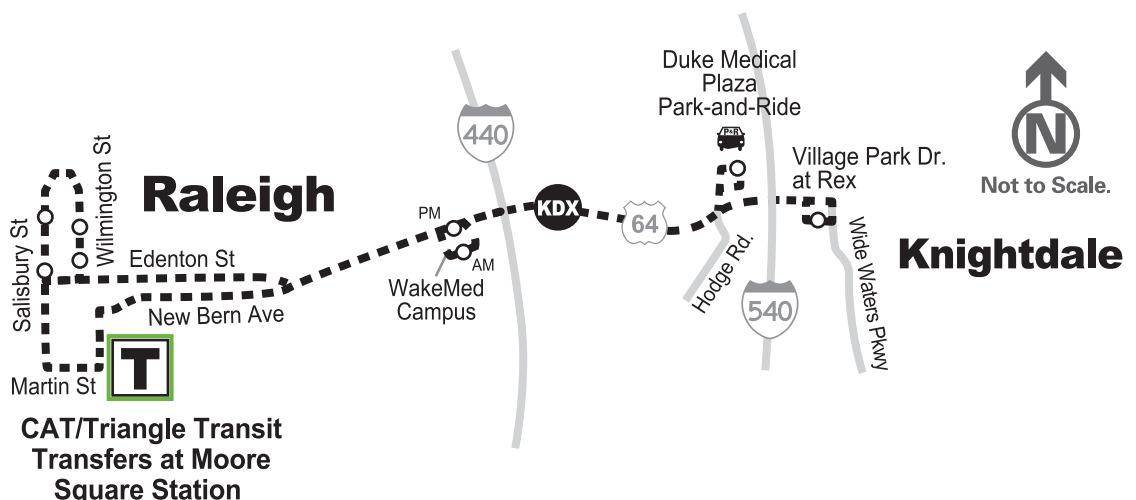 Duke Medical
Plaza
Park-and-Ride
P&R
440
Village Park Dr.
at Rex
N
Not to Scale.
Wilmington St
Raleigh
Salisbury St
PM
KDX
64
Knightdale
Edenton St
AM
WakeMed
Campus
Hodge Rd.
Wide Waters Pkwy
540
New Bern Ave
Martin St
T
CAT/Triangle Transit
Transfers at Moore
Square Station